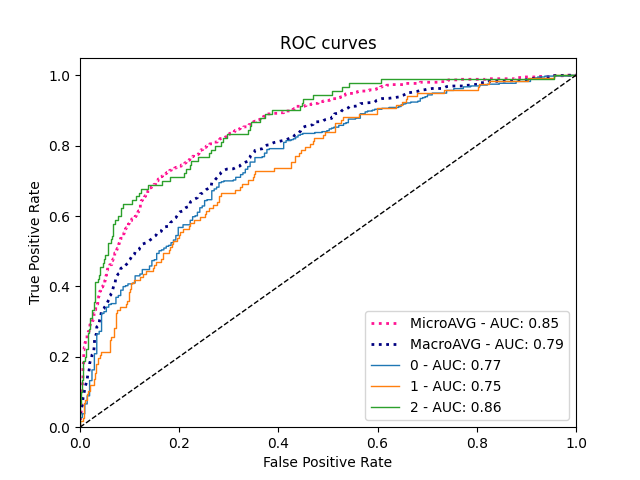 ROC curves
True Positive Rate
1.0
0.8
0.6
0.4
0.2
0.0
MicroAVG - AUC: 0.85
MacroAVG - AUC: 0.79
0 - AUC: 0.77
1 - AUC: 0.75
2 - AUC: 0.86
0.0 0.2 0.4 0.6 0.8 1.0
False Positive Rate